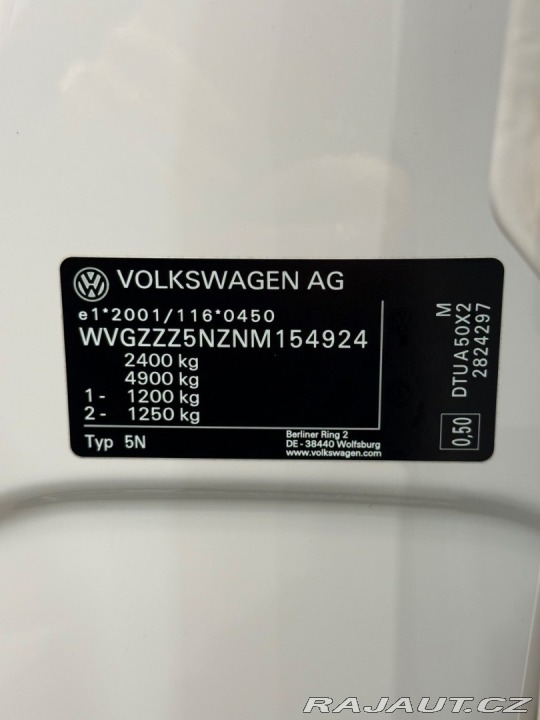 VOLKSWAGEN AG
e1*2001/116*0450
WVGZZZ5NZNM154924
2400 kg
4900 kg
1- 1200 kg
2- 1250 kg
Typ 5N
Berliner Ring 2
DE - 38440 Wolfsburg
www.volkswagen.com
M
DTUA50X2
2824297
0,50
RAJAUT.CZ